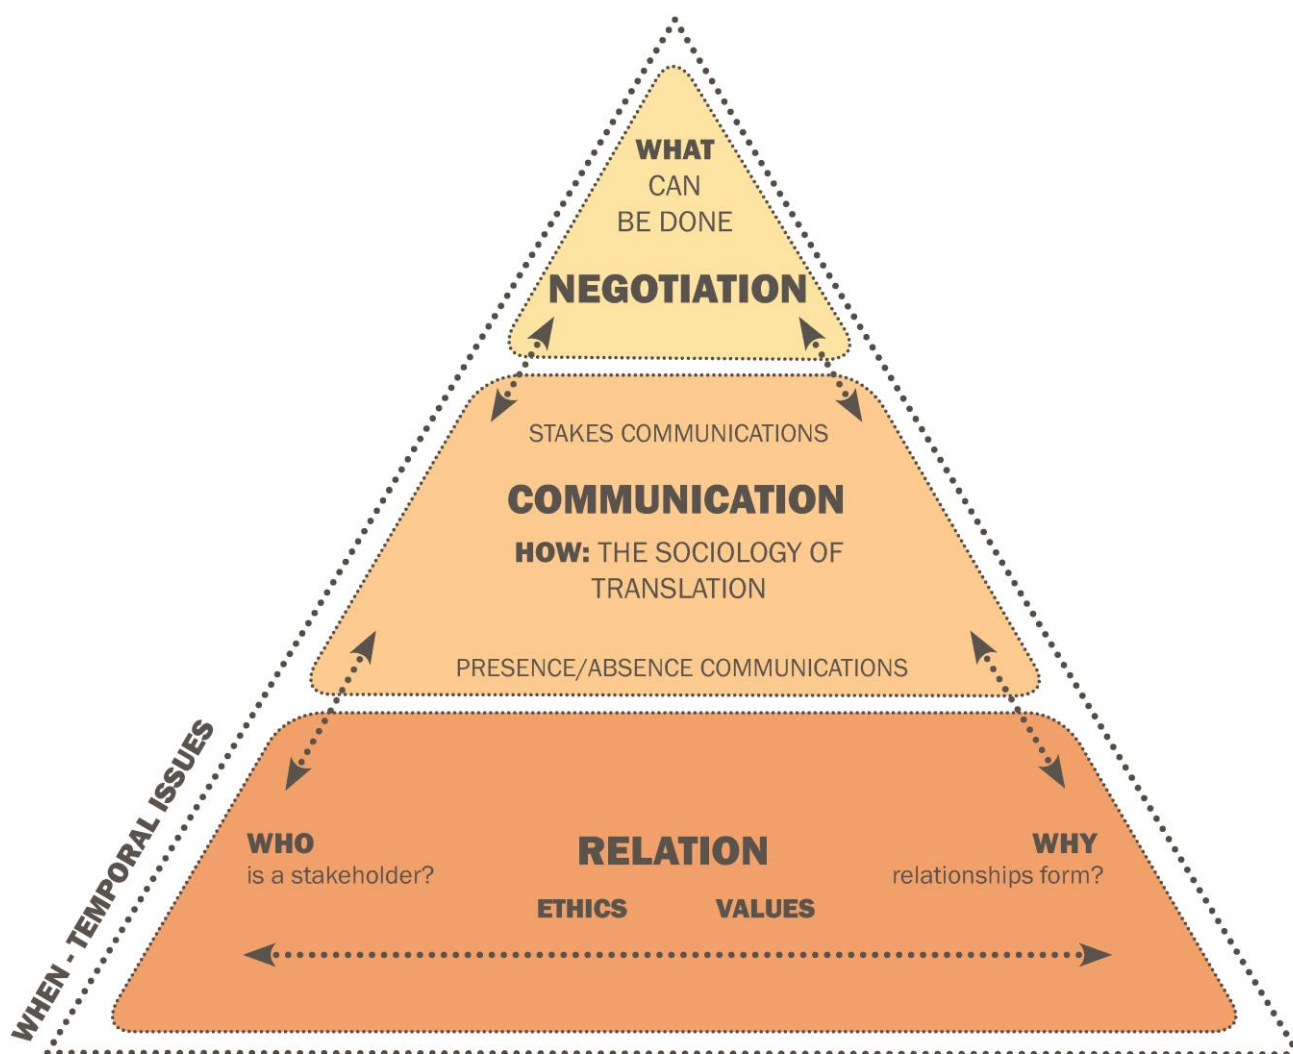 WHAT
CAN
BE DONE
NEGOTIATION
STAKES COMMUNICATIONS
COMMUNICATION
HOW: THE SOCIOLOGY OF
TRANSLATION
PRESENCE/ABSENCE COMMUNICATIONS
WHEN - TEMPORAL ISSUES
WHO
is a stakeholder?
RELATION
ETHICS VALUES
WHY
relationships form?